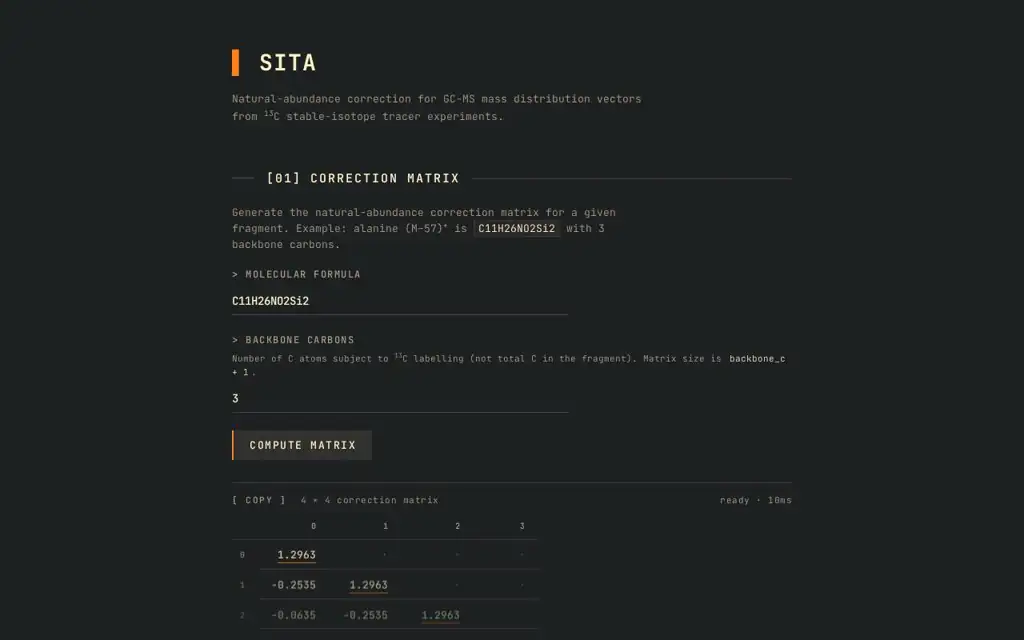 SITA
Natural-abundance correction for GC-MS mass distribution vectors
from ¹³C stable-isotope tracer experiments.
[01] CORRECTION MATRIX
Generate the natural-abundance correction matrix for a given
fragment. Example: alanine (M-57)⁺ is C11H26NO2Si2 with 3
backbone carbons.
> MOLECULAR FORMULA
C11H26NO2Si2
> BACKBONE CARBONS
Number of C atoms subject to ¹³C labelling (not total C in the fragment). Matrix size is backbone_c
+ 1.
3
COMPUTE MATRIX
[ COPY ] 4 × 4 correction matrix ready · 10ms
0 1 2 3
0 1.2963 · · ·
1 -0.2535 1.2963 · ·
2 -0.0635 -0.2535 1.2963